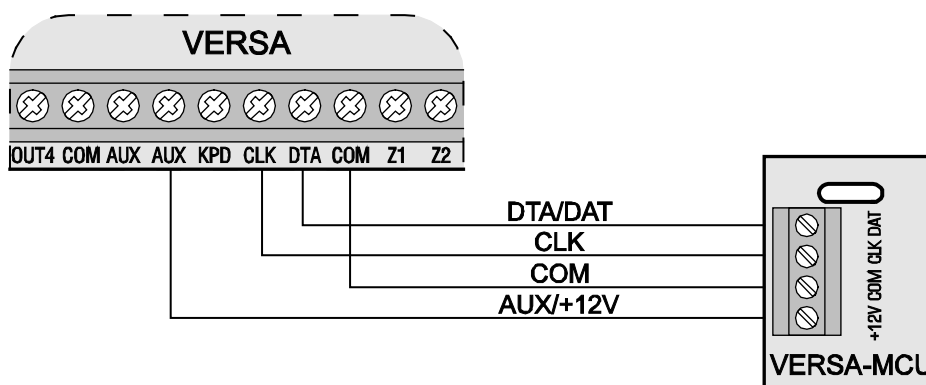 VERSA
OUT4 COM AUX AUX KPD CLK DTA COM Z1 Z2
DTA/DAT
CLK
COM
AUX/+12V
+12V COM CLK DAT
VERSA-MCU